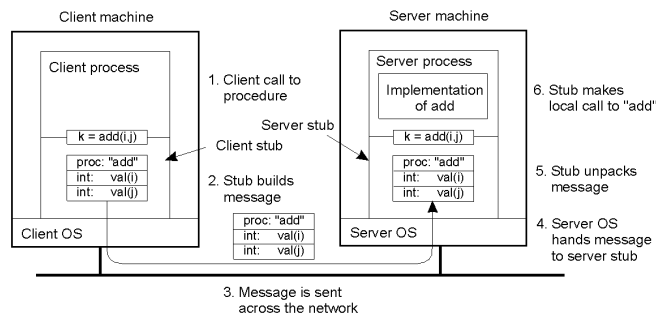 Client machine
Server machine
Client process
Server process
1. Client call to
procedure
Implementation
of add
6. Stub makes
local call to "add"
Server stub
k = add(i,j)
k = add(i,j)
Client stub
proc: "add"
int: val(i)
int: val(j)
proc: "add"
int: val(i)
int: val(j)
2. Stub builds
message
5. Stub unpacks
message
proc: "add"
int: val(i)
int: val(j)
Client OS
Server OS
4. Server OS
hands message
to server stub
3. Message is sent
across the network